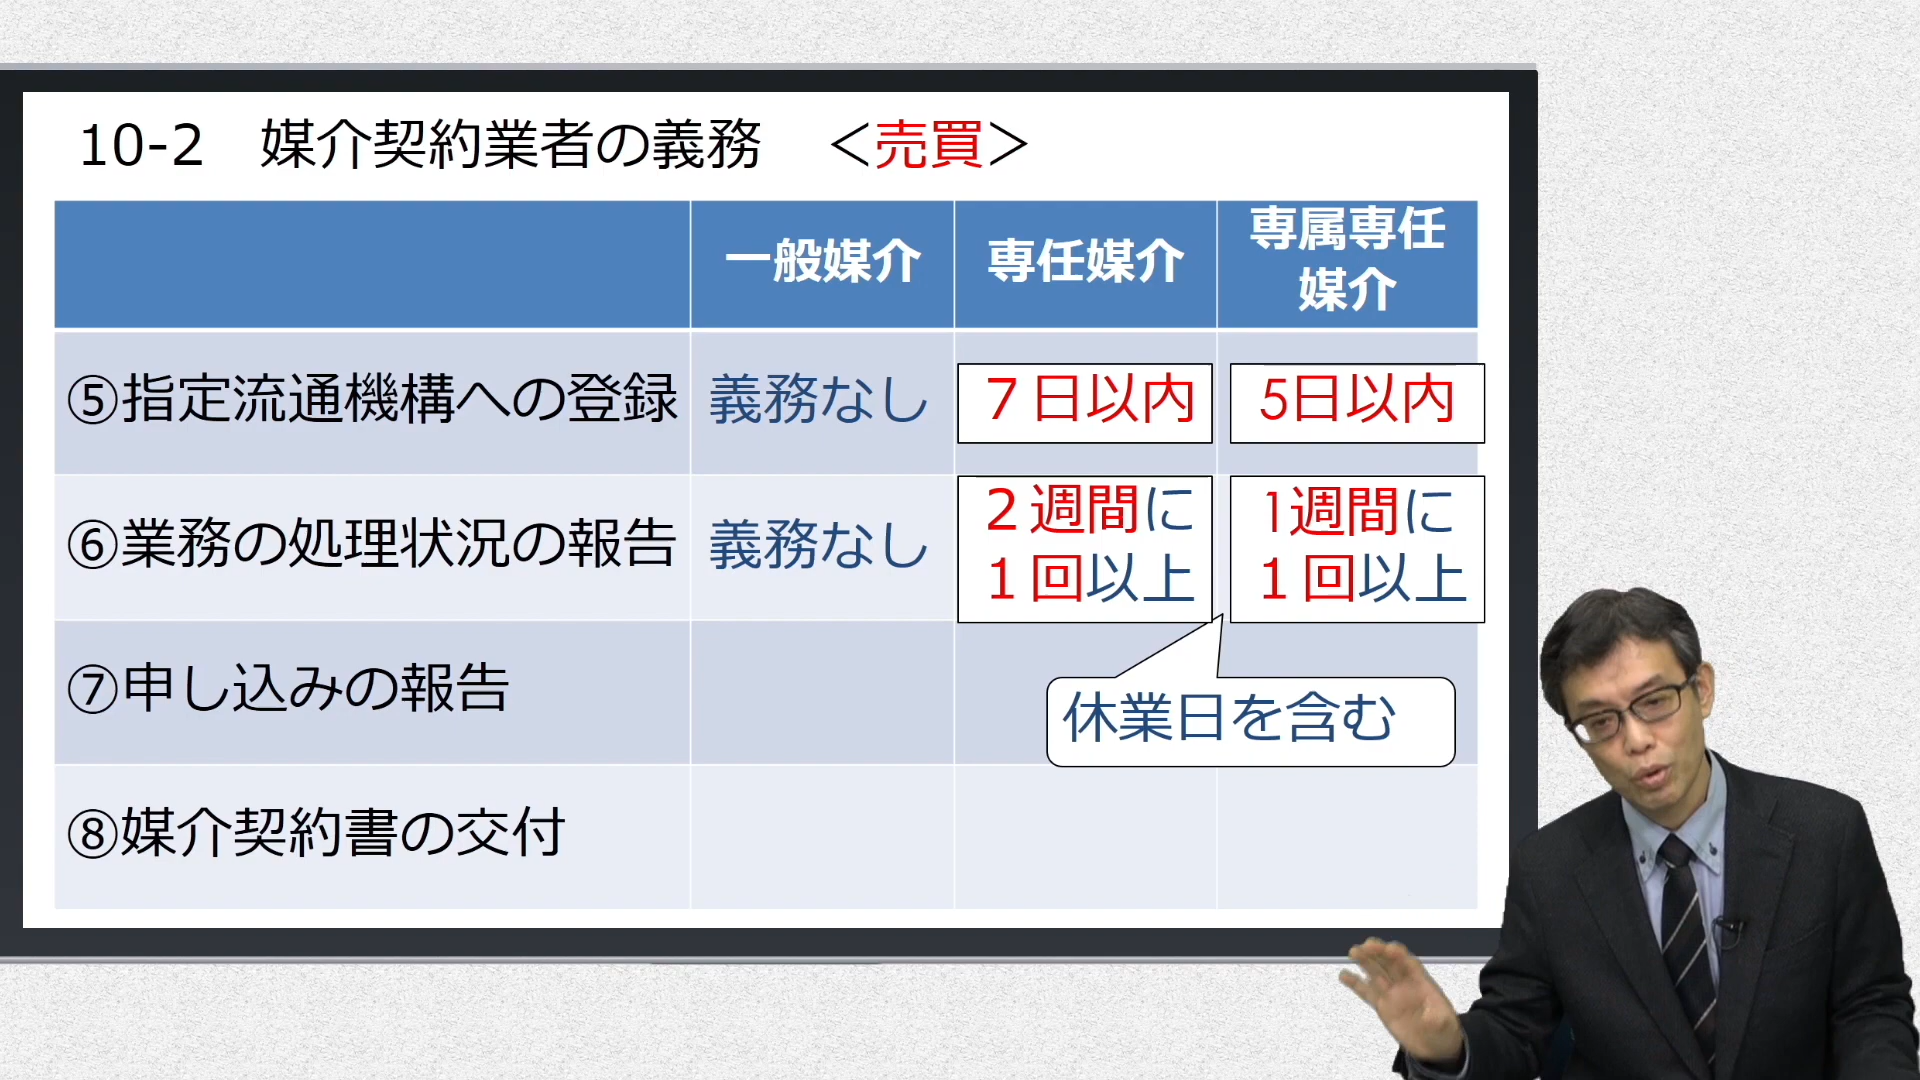 10-2　媒介契約業者の義務　＜売買＞
一般媒介
専任媒介
専属専任
媒介
⑤指定流通機構への登録
義務なし
７日以内
5日以内
⑥業務の処理状況の報告
義務なし
２週間に
１回以上
1週間に
１回以上
⑦申し込みの報告
休業日を含む
⑧媒介契約書の交付